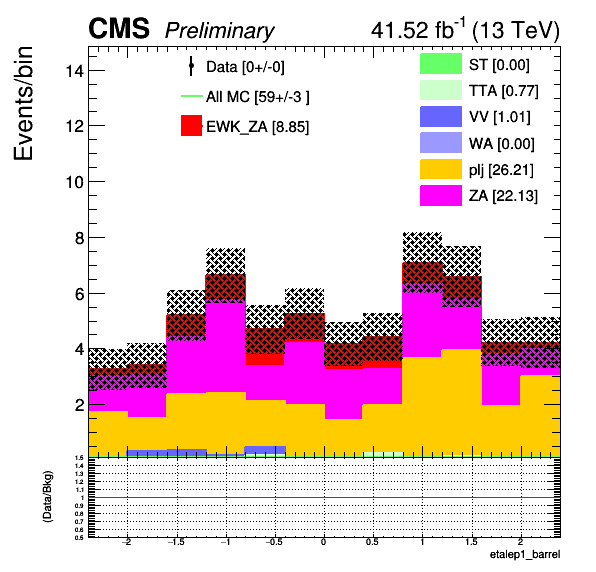 CMS Preliminary 41.52 fb-1 (13 TeV)
Events/bin
14
12
10
8
6
4
2
Data [0+/-0]
All MC [59+/-3 ]
EWK_ZA [8.85]
ST [0.00]
TTA [0.77]
VV [1.01]
WA [0.00]
plj [26.21]
ZA [22.13]
(Data/Bkg)
1.5
1.4
1.3
1.2
1.1
1
0.9
0.8
0.7
0.6
0.5
−2 −1.5 −1 −0.5 0 0.5 1 1.5 2
etalep1_barrel